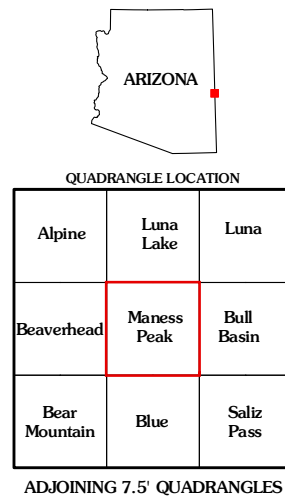 ARIZONA
QUADRANGLE LOCATION
Alpine
Luna
Lake
Luna
Beaverhead
Maness
Peak
Bull
Basin
Bear
Mountain
Blue
Saliz
Pass
ADJOINING 7.5' QUADRANGLES